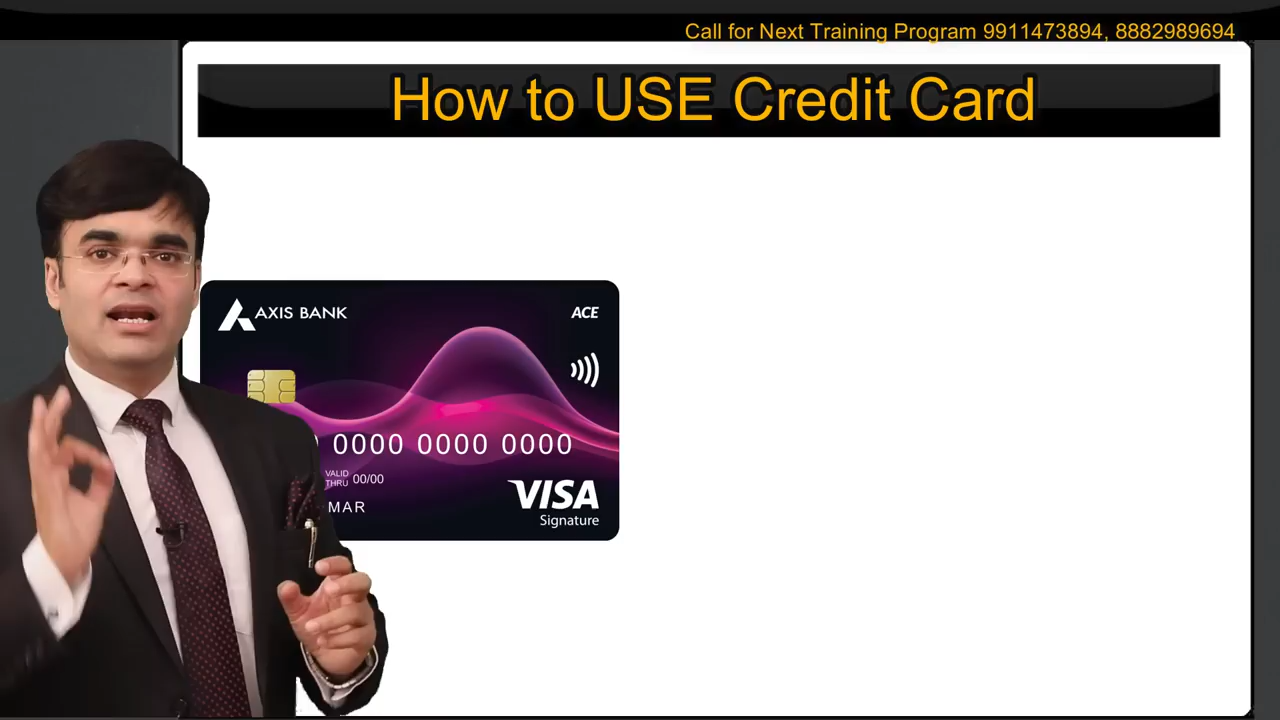 Call for Next Training Program 9911473894, 8882989694
How to USE Credit Card
AXIS BANK
ACE
0000 0000 0000
VALID
THRU 00/00
MAR
VISA
Signature